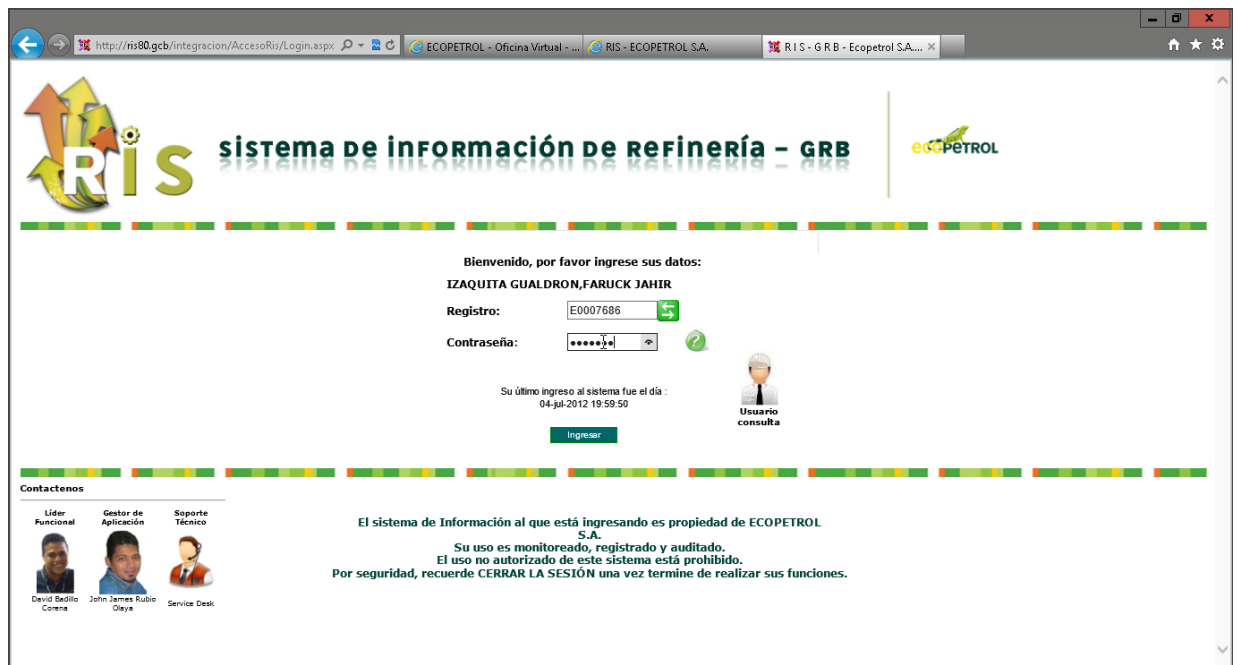 http://ris80.gcb/integracion/AccesoRis/Login.aspx
ECOPETROL - Oficina Virtual - ...
RIS - ECOPETROL S.A.
R I S - G R B - Ecopetrol S.A....
RIS
sistema de información de Refinería - GRB
ecopetrol
Bienvenido, por favor ingrese sus datos:
IZAQUITA GUALDRON,FARUCK JAHIR
Registro:
E0007686
Contraseña:
Su último ingreso al sistema fue el día :
04-jul-2012 19:59:50
Usuario
consulta
Ingresar
Contactenos
Líder
Funcional
Gestor de
Aplicación
Soporte
Técnico
David Badillo
Corena
John James Rubio
Olaya
Service Desk
El sistema de Información al que está ingresando es propiedad de ECOPETROL
S.A.
Su uso es monitoreado, registrado y auditado.
El uso no autorizado de este sistema está prohibido.
Por seguridad, recuerde CERRAR LA SESIÓN una vez termine de realizar sus funciones.